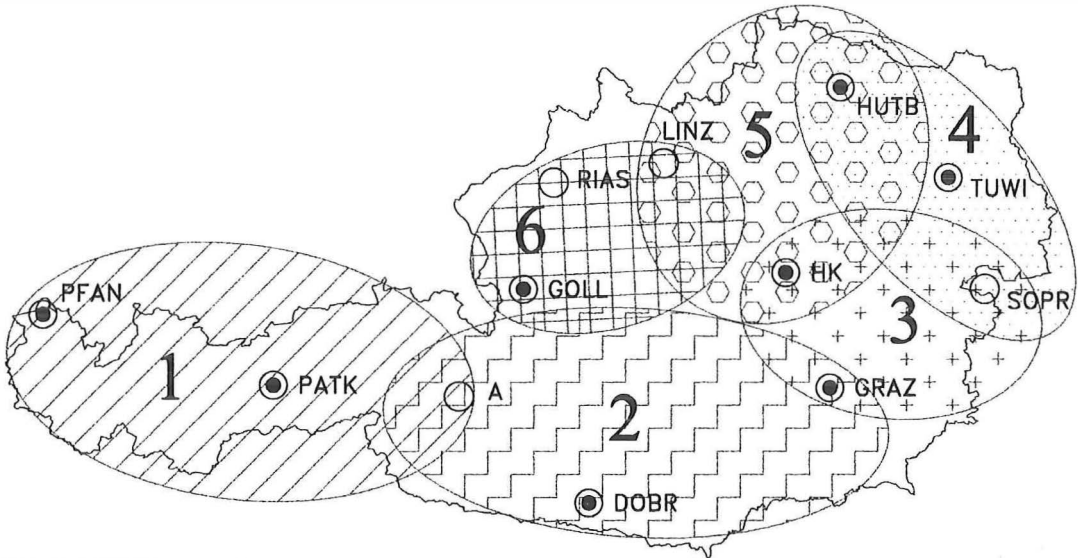 HUTB
5
4
LINZ
RIAS
TUWI
6
HK
GOLL
SOPR
PFAN
3
1
PATK
A
GRAZ
2
DOBR